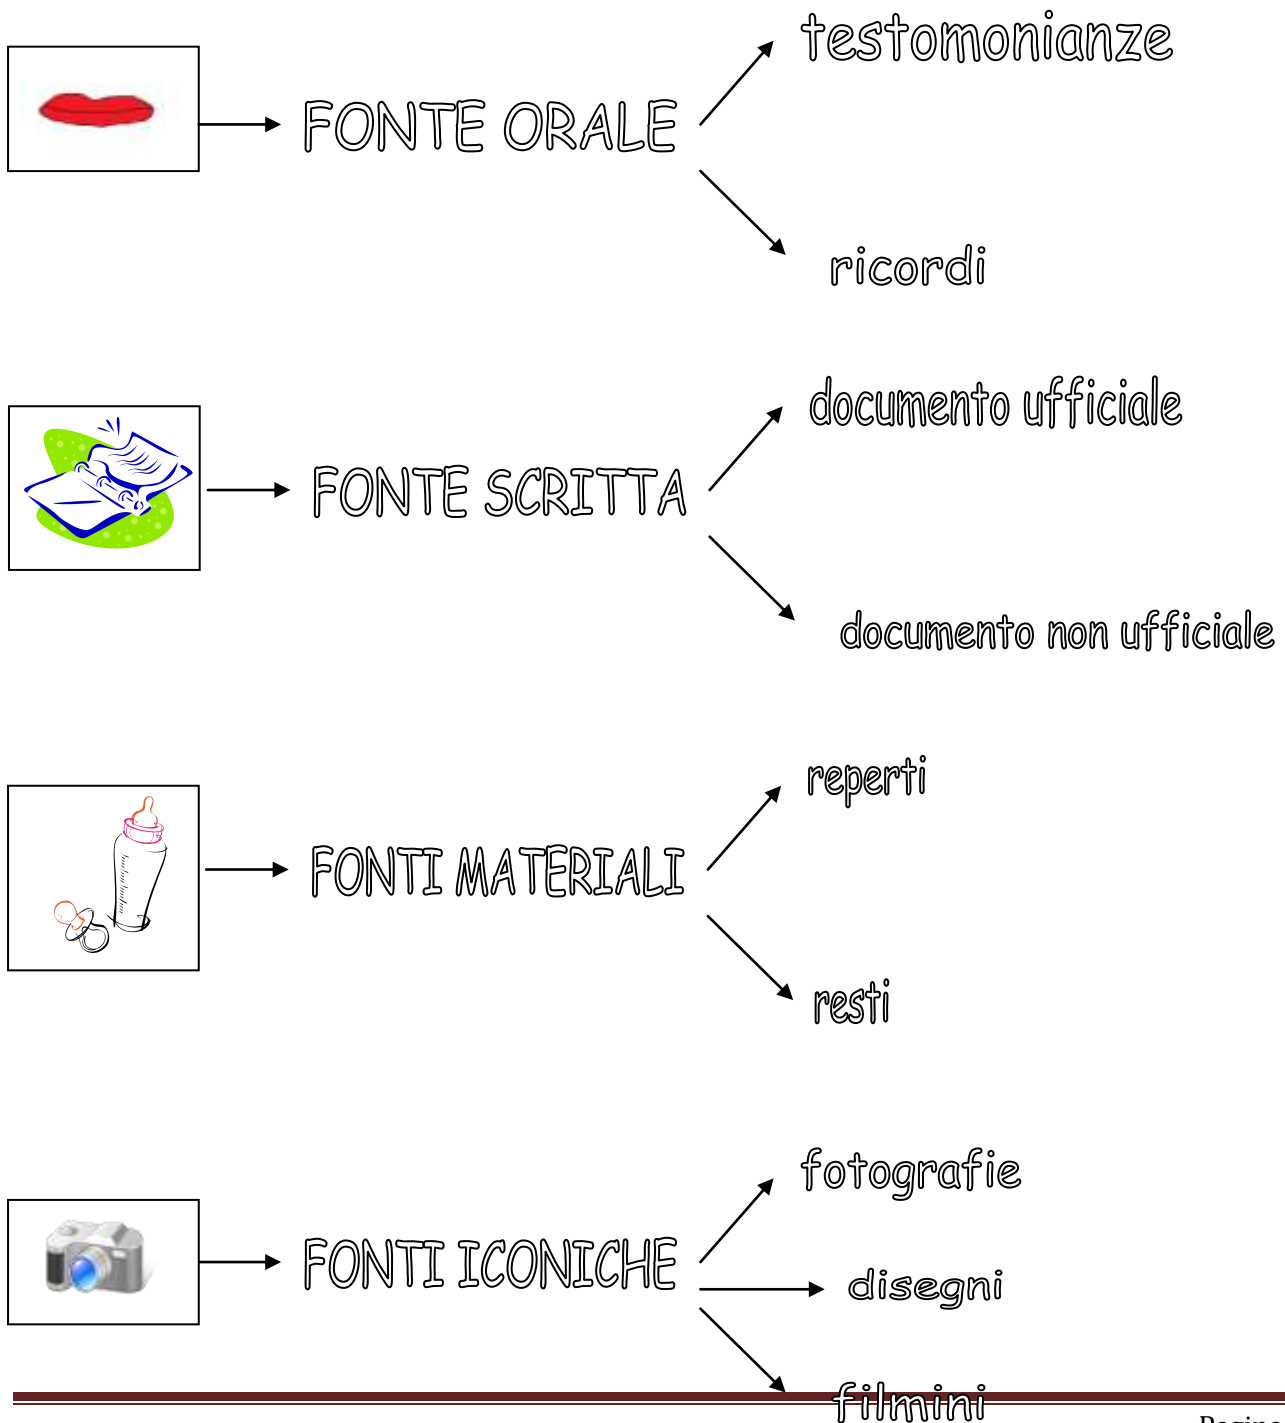 testomonianze
FONTE ORALE
ricordi
documento ufficiale
FONTE SCRITTA
documento non ufficiale
reperti
FONTI MATERIALI
resti
fotografie
FONTI ICONICHE
disegni
filmini
Pagina